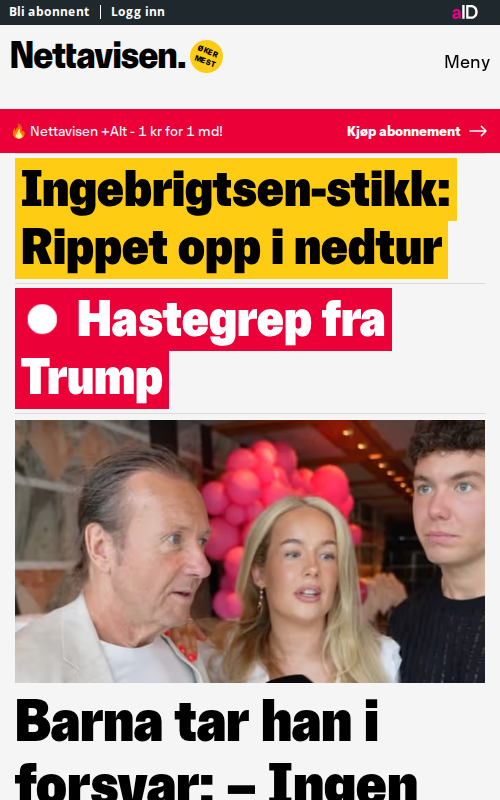 Bli abonnent | Logg inn
aID
Nettavisen.
ØKER
MEST
Meny
🔥 Nettavisen +Alt - 1 kr for 1 md!
Kjøp abonnement →
Ingebrigtsen-stikk:
Rippet opp i nedtur
Hastegrep fra
Trump
Barna tar han i
forsvar: – Ingen